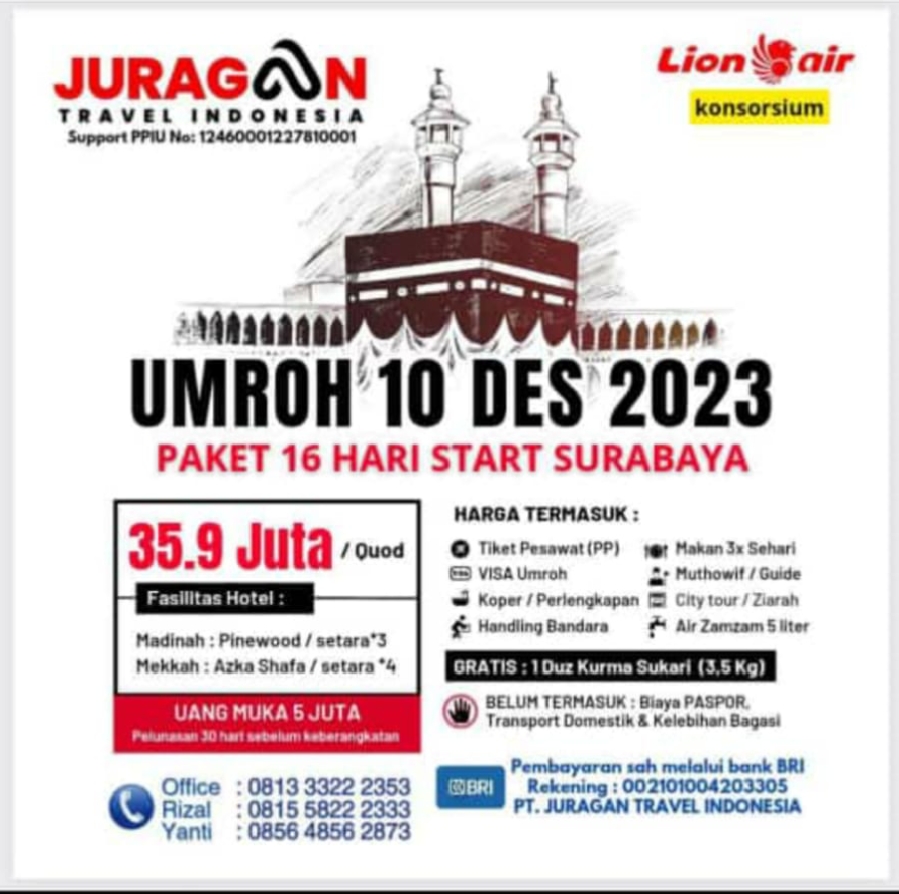 JURAGAN
TRAVEL INDONESIA
Support PPIU No: 12460001227810001
Lion air
konsorsium
UMROH 10 DES 2023
PAKET 16 HARI START SURABAYA
35.9 Juta / Quod
Fasilitas Hotel :
Madinah : Pinewood / setara*3
Mekkah : Azka Shafa / setara *4
UANG MUKA 5 JUTA
Pelunasan 30 hari sebelum keberangkatan
HARGA TERMASUK :
Tiket Pesawat (PP)
VISA Umroh
Koper / Perlengkapan
Handling Bandara
Makan 3x Sehari
Muthowif / Guide
City tour / Ziarah
Air Zamzam 5 liter
GRATIS : 1 Duz Kurma Sukari (3,5 Kg)
BELUM TERMASUK : Biaya PASPOR,
Transport Domestik & Kelebihan Bagasi
Office : 0813 3322 2353
Rizal : 0815 5822 2333
Yanti : 0856 4856 2873
BRI
Pembayaran sah melalui bank BRI
Rekening : 002101004203305
PT. JURAGAN TRAVEL INDONESIA